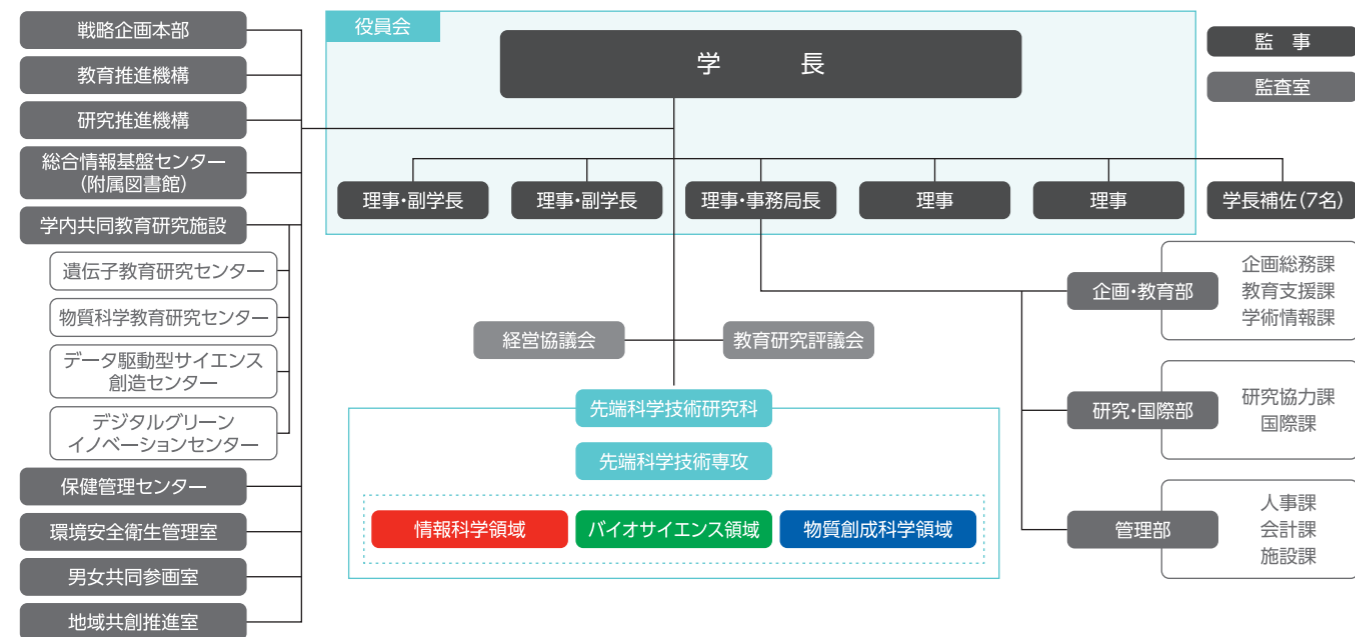 戦略企画本部
教育推進機構
研究推進機構
総合情報基盤センター
(附属図書館)
学内共同教育研究施設
遺伝子教育研究センター
物質科学教育研究センター
データ駆動型サイエンス
創造センター
デジタルグリーン
イノベーションセンター
保健管理センター
環境安全衛生管理室
男女共同参画室
地域共創推進室
役員会
学 長
監 事
監査室
理事・副学長
理事・副学長
理事・事務局長
理事
理事
学長補佐(7名)
経営協議会
教育研究評議会
先端科学技術研究科
先端科学技術専攻
情報科学領域
バイオサイエンス領域
物質創成科学領域
企画・教育部
企画総務課
教育支援課
学術情報課
研究・国際部
研究協力課
国際課
管理部
人事課
会計課
施設課